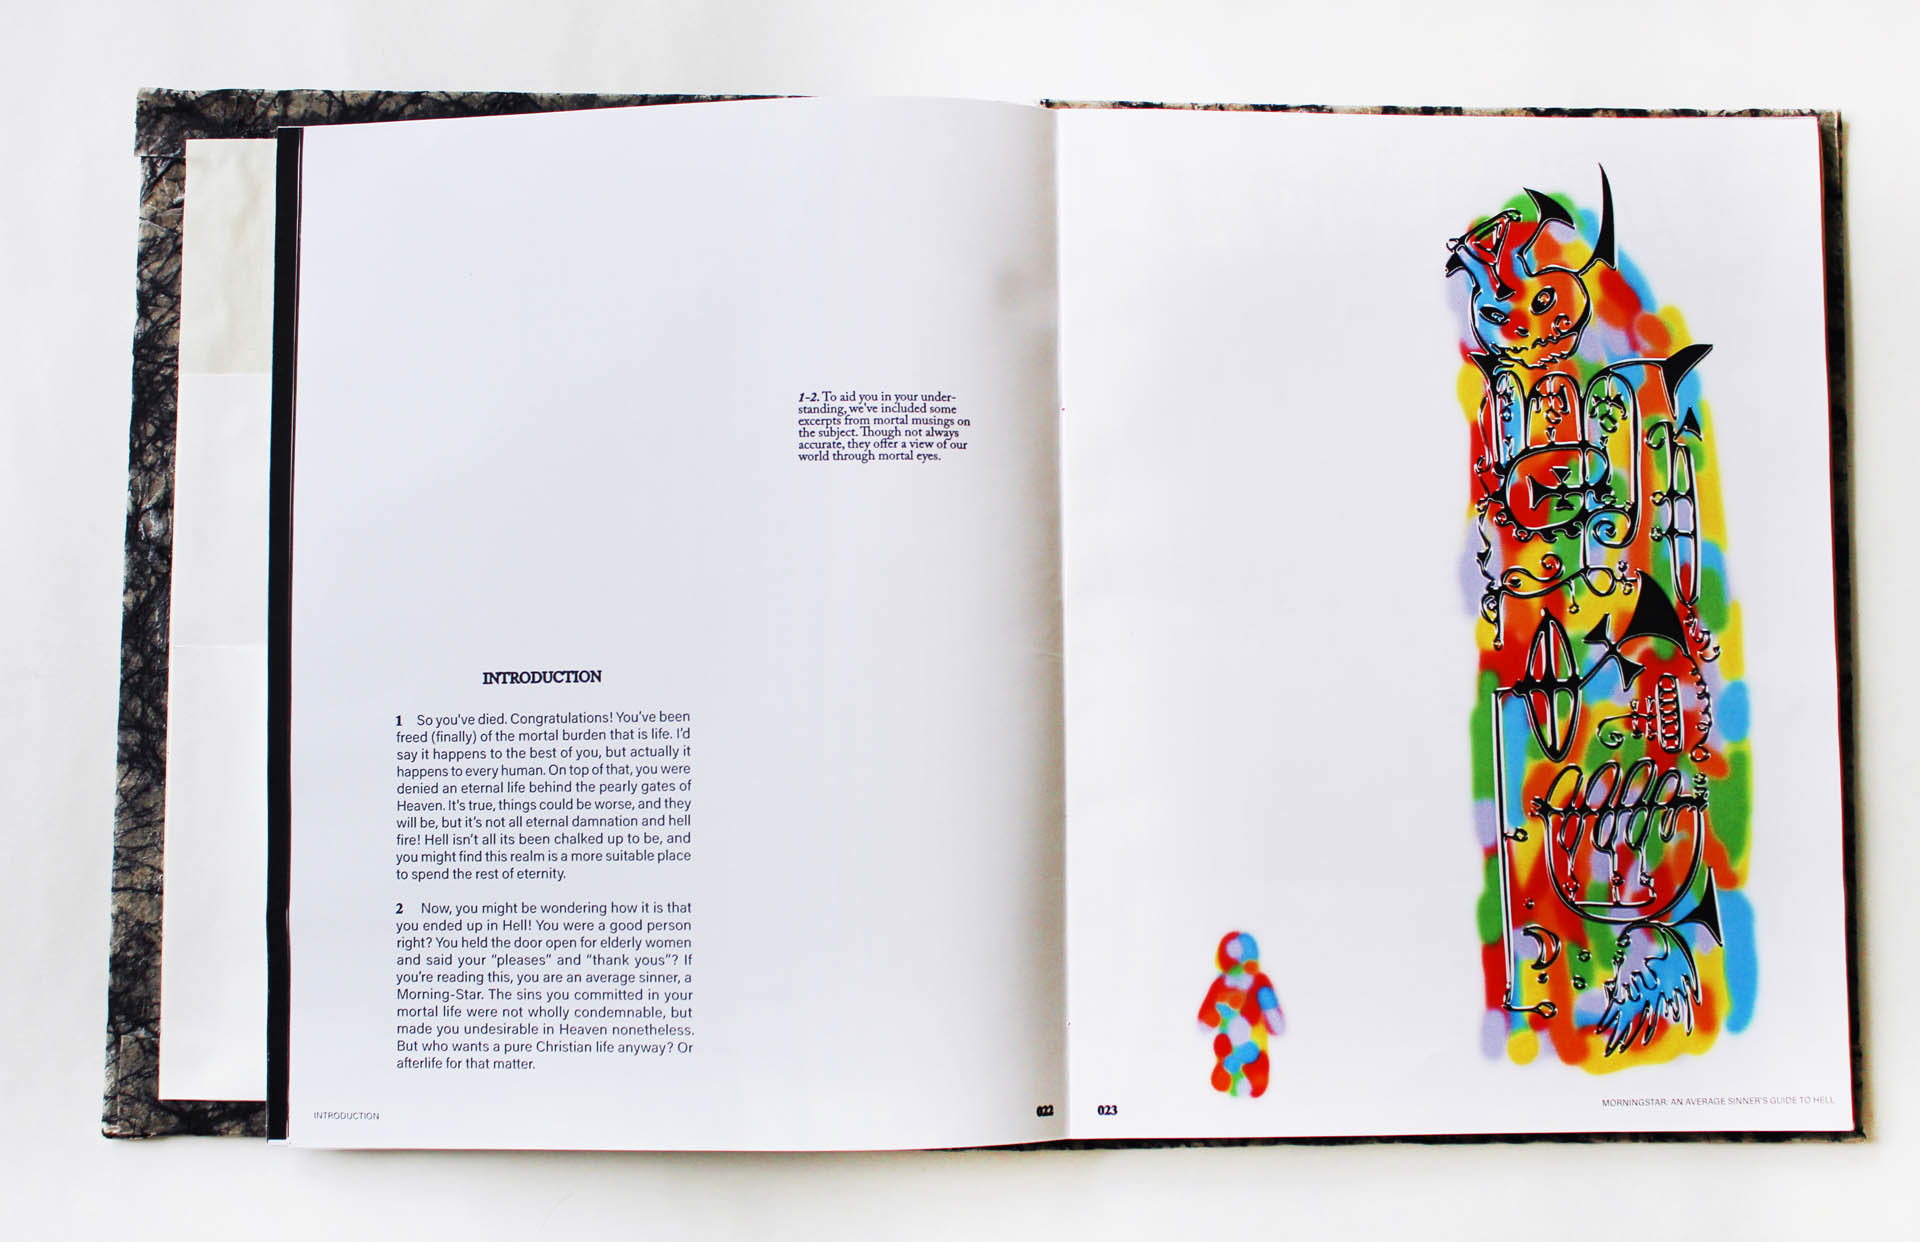 1-2. To aid you in your under-
standing, we've included some
excerpts from mortal musings on
the subject. Though not always
accurate, they offer a view of our
world through mortal eyes.
INTRODUCTION
1 So you've died. Congratulations! You've been
freed (finally) of the mortal burden that is life. I'd
say it happens to the best of you, but actually it
happens to every human. On top of that, you were
denied an eternal life behind the pearly gates of
Heaven. It's true, things could be worse, and they
will be, but it's not all eternal damnation and hell
fire! Hell isn't all its been chalked up to be, and
you might find this realm is a more suitable place
to spend the rest of eternity.
2 Now, you might be wondering how it is that
you ended up in Hell! You were a good person
right? You held the door open for elderly women
and said your “pleases” and “thank yous”? If
you're reading this, you are an average sinner, a
Morning-Star. The sins you committed in your
mortal life were not wholly condemnable, but
made you undesirable in Heaven nonetheless.
But who wants a pure Christian life anyway? Or
afterlife for that matter.
INTRODUCTION
022
023
MORNINGSTAR: AN AVERAGE SINNER'S GUIDE TO HELL